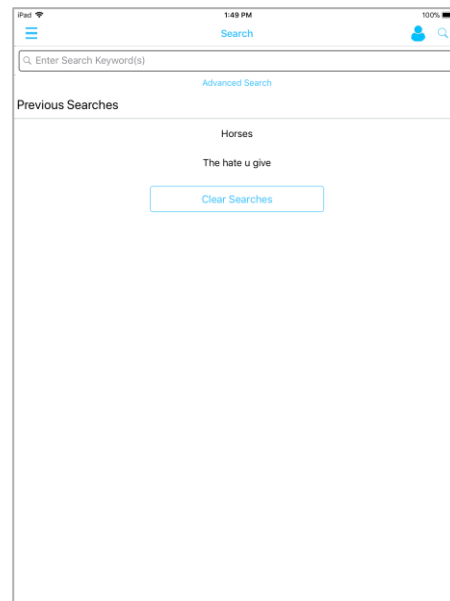 iPad 1:49 PM 100%
Search
Enter Search Keyword(s)
Advanced Search
Previous Searches
Horses
The hate u give
Clear Searches